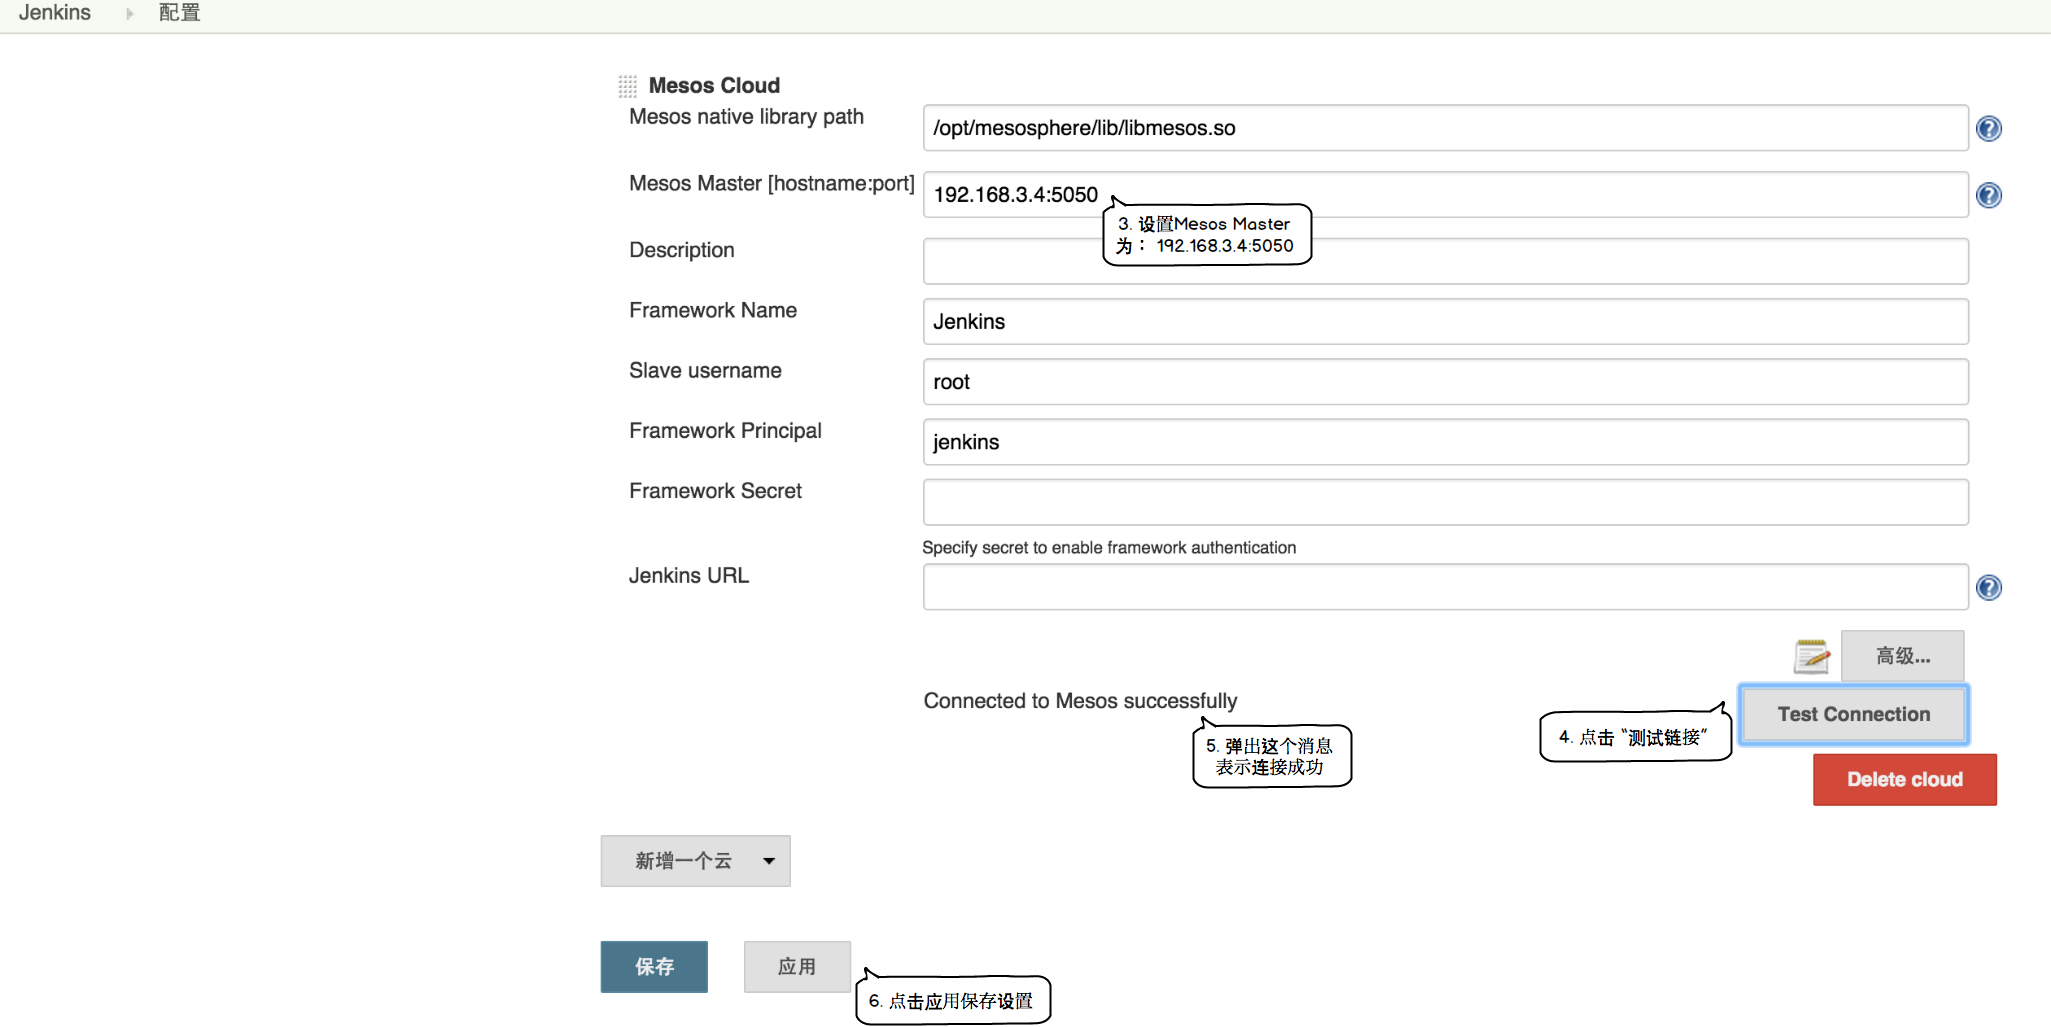 Jenkins 配置
Mesos Cloud
Mesos native library path
/opt/mesosphere/lib/libmesos.so
Mesos Master [hostname:port]
192.168.3.4:5050
3. 设置Mesos Master
为： 192.168.3.4:5050
Description
Framework Name
Jenkins
Slave username
root
Framework Principal
jenkins
Framework Secret
Specify secret to enable framework authentication
Jenkins URL
高级...
Connected to Mesos successfully
Test Connection
4. 点击 “测试链接”
5. 弹出这个消息
表示连接成功
Delete cloud
新增一个云
保存
应用
6. 点击应用保存设置